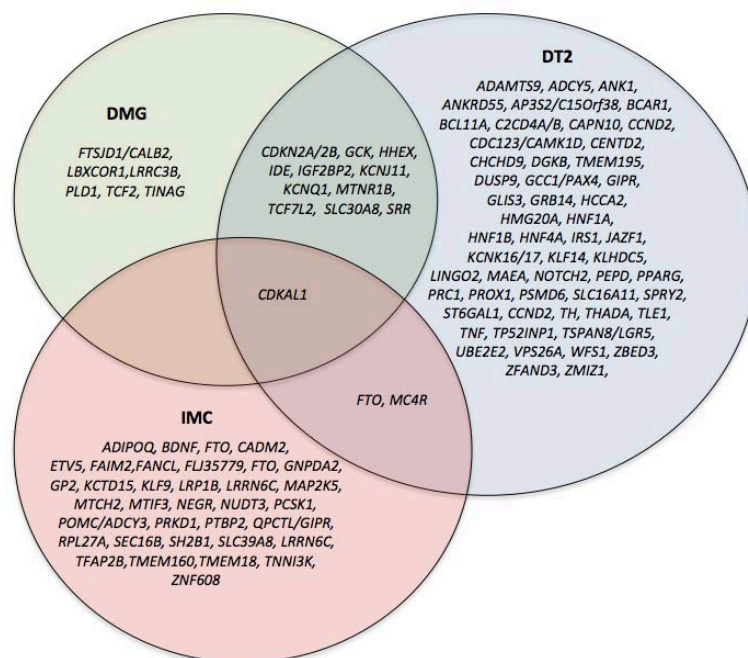 DMG
FTSJD1/CALB2,
LBXCOR1,LRRC3B,
PLD1, TCF2, TINAG
CDKN2A/2B, GCK, HHEX,
IDE, IGF2BP2, KCNJ11,
KCNQ1, MTNR1B,
TCF7L2, SLC30A8, SRR
DT2
ADAMTS9, ADCY5, ANK1,
ANKRD55, AP3S2/C15Orf38, BCAR1,
BCL11A, C2CD4A/B, CAPN10, CCND2,
CDC123/CAMK1D, CENTD2,
CHCHD9, DGKB, TMEM195,
DUSP9, GCC1/PAX4, GIPR,
GLIS3, GRB14, HCCA2,
HMG20A, HNF1A,
HNF1B, HNF4A, IRS1, JAZF1,
KCNK16/17, KLF14, KLHDC5,
LINGO2, MAEA, NOTCH2, PEPD, PPARG,
PRC1, PROX1, PSMD6, SLC16A11, SPRY2,
ST6GAL1, CCND2, TH, THADA, TLE1,
TNF, TP52INP1, TSPAN8/LGR5,
UBE2E2, VPS26A, WFS1, ZBED3,
ZFAND3, ZMIZ1,
CDKAL1
FTO, MC4R
IMC
ADIPOQ, BDNF, FTO, CADM2,
ETV5, FAIM2,FANCL, FLJ35779, FTO, GNPDA2,
GP2, KCTD15, KLF9, LRP1B, LRRN6C, MAP2K5,
MTCH2, MTIF3, NEGR, NUDT3, PCSK1,
POMC/ADCY3, PRKD1, PTBP2, QPCTL/GIPR,
RPL27A, SEC16B, SH2B1, SLC39A8, LRRN6C,
TFAP2B,TMEM160,TMEM18, TNNI3K,
ZNF608